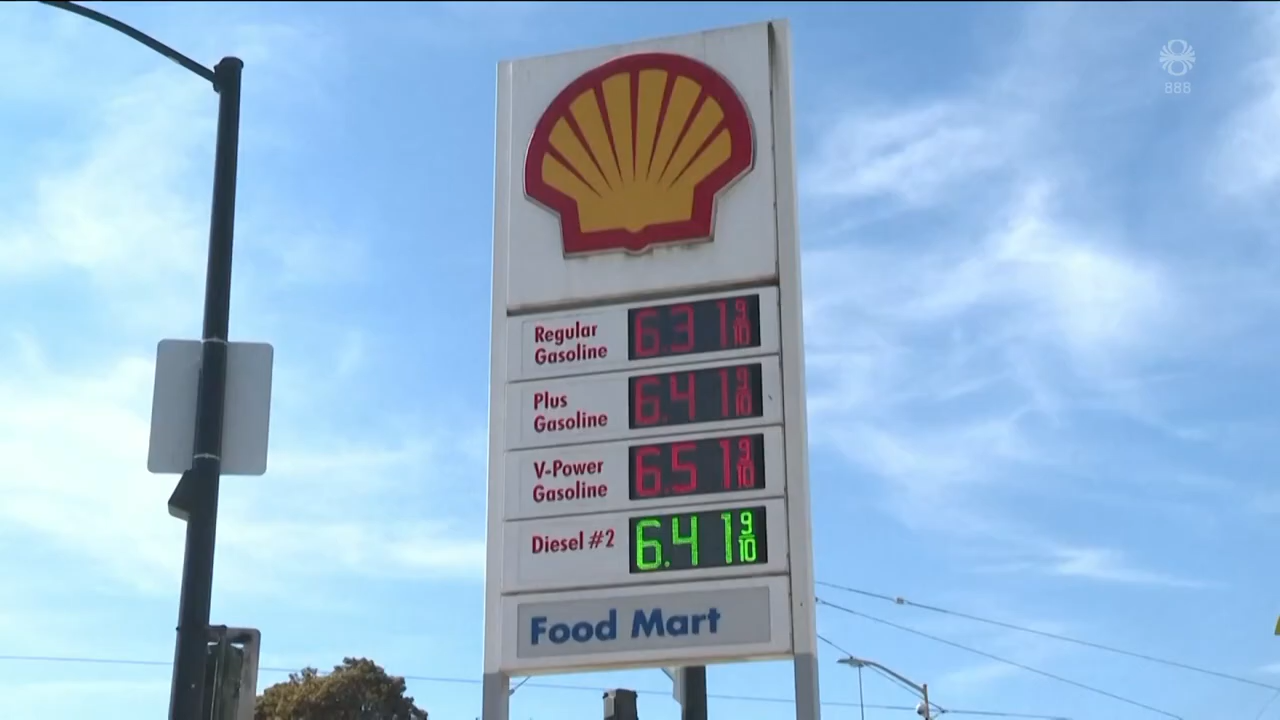 888
Regular
Gasoline
6.31 9/10
Plus
Gasoline
6.41 9/10
V-Power
Gasoline
6.51 9/10
Diesel #2
6.41 9/10
Food Mart